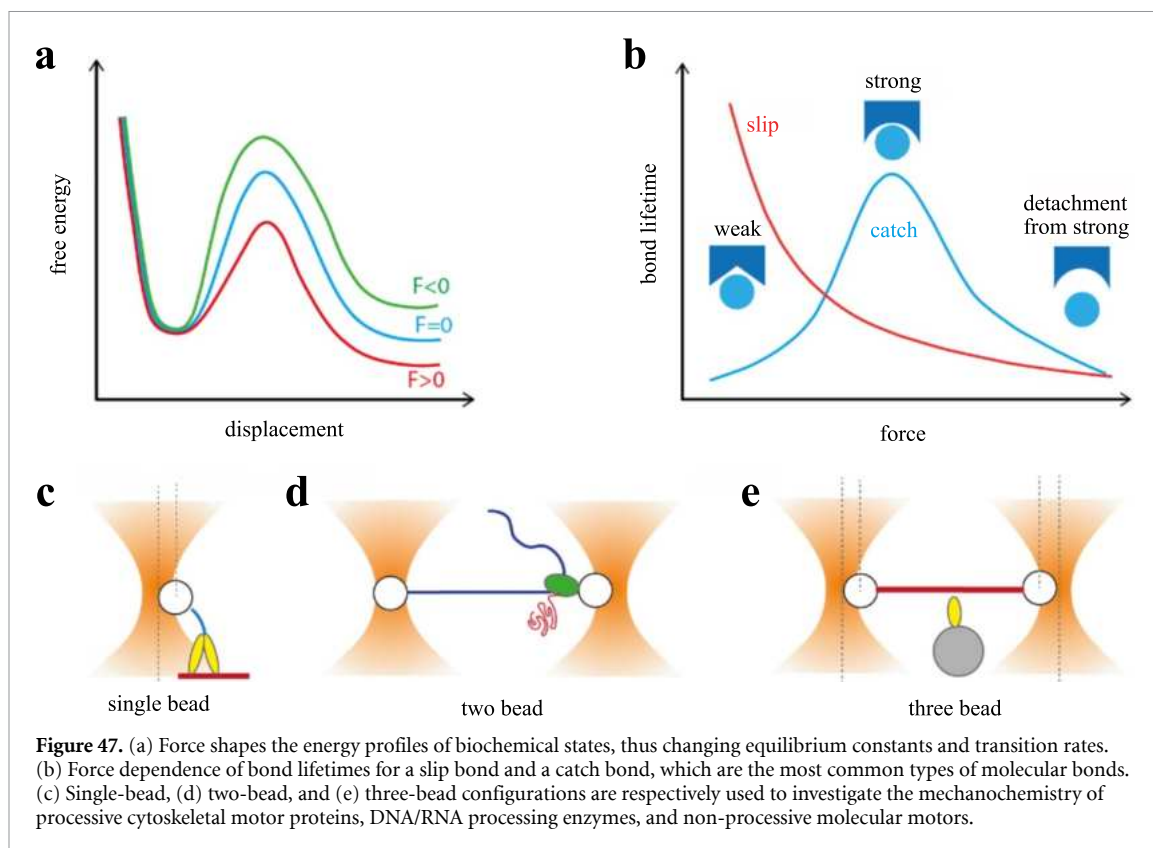 a
free energy
F<0
F=0
F>0
displacement
b
bond lifetime
slip
weak
strong
catch
detachment
from strong
force
c
single bead
d
two bead
e
three bead
Figure 47. (a) Force shapes the energy profiles of biochemical states, thus changing equilibrium constants and transition rates.
(b) Force dependence of bond lifetimes for a slip bond and a catch bond, which are the most common types of molecular bonds.
(c) Single-bead, (d) two-bead, and (e) three-bead configurations are respectively used to investigate the mechanochemistry of
processive cytoskeletal motor proteins, DNA/RNA processing enzymes, and non-processive molecular motors.